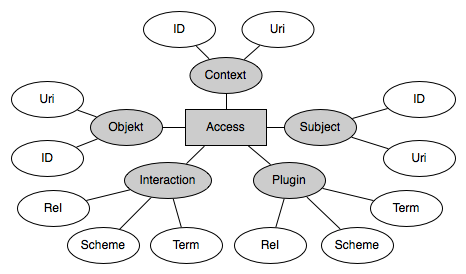 ID
Uri
Context
Uri
ID
Objekt
Access
Subject
ID
Uri
Interaction
Plugin
Rel
Term
Scheme
Term
Rel
Scheme